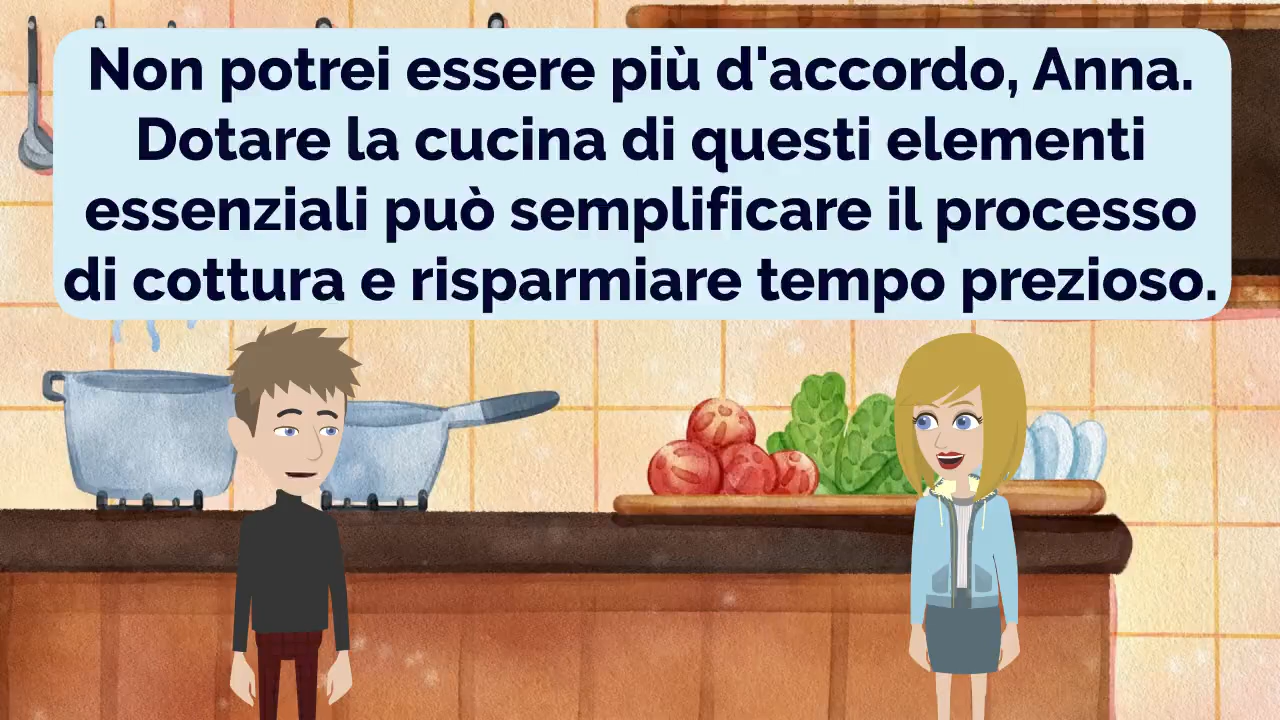 Non potrei essere più d'accordo, Anna.
Dotare la cucina di questi elementi
essenziali può semplificare il processo
di cottura e risparmiare tempo prezioso.